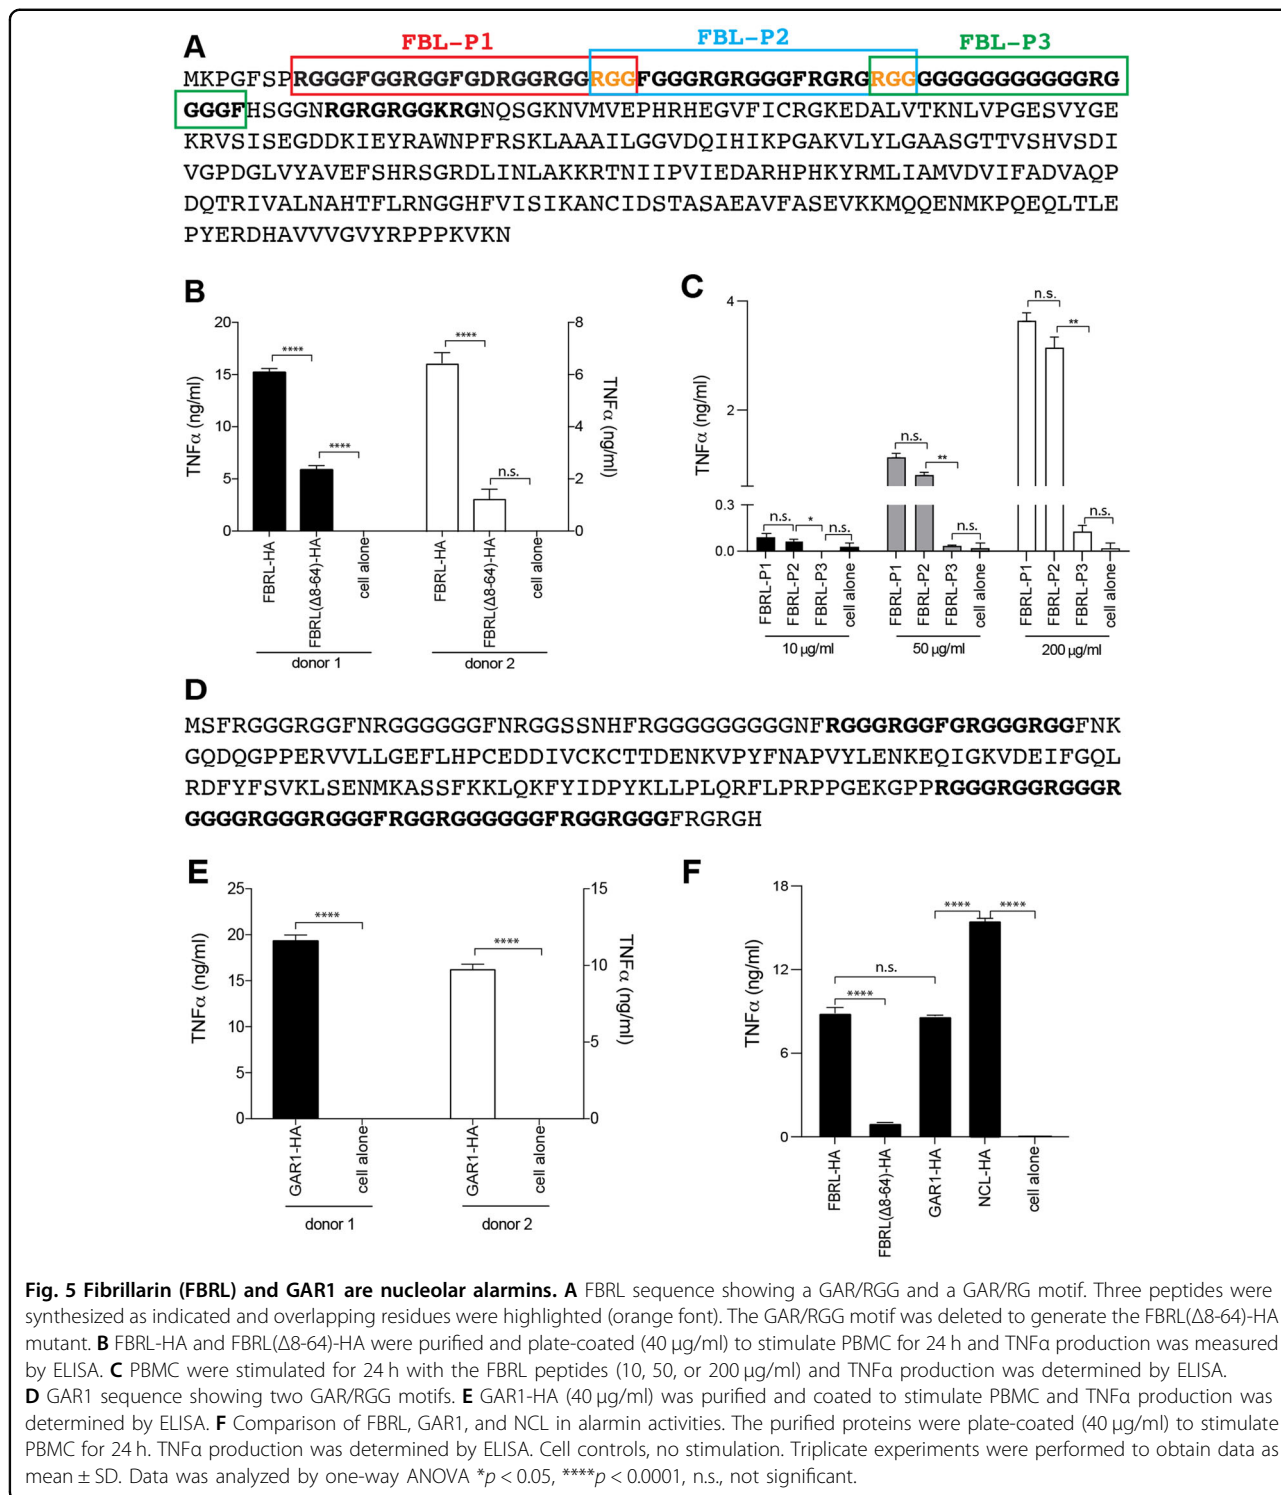 A
FBL-P1
FBL-P2
FBL-P3
MKPGFSPRGGGFGGRGGFGDRGGRGGRGGFGGGRGRGGGFRGRGRGGGGGGGGGGGGGRG
GGGFHSGGNRGRGRGGKRGNQSGKNVMVEPHRHEGVFICRGKEDALVTKNLVPGESVYGE
KRVSISEGDDKIEYRAWNPFRSKLAAAILGGVDQIHIKPGAKVLYLGAASGTTVSHVSDI
VGPDGLVYAVEFSHRSGRDLINLAKKRTNIIPVIEDARHPHKYRMLIAMVDVIFADVAQP
DQTRIVALNAHTFLRNGGHFVISIKANCIDSTASAEAVFASEVKKMQQENMKPQEQLTLE
PYERDHAVVVGVYRPPPKVKN
B
TNFα (ng/ml)
20
15
10
5
0
****
****
****
n.s.
8
6
4
2
0
TNFα (ng/ml)
FBRL-HA
FBRL(Δ8-64)-HA
cell alone
FBRL-HA
FBRL(Δ8-64)-HA
cell alone
donor 1
donor 2
C
TNFα (ng/ml)
4
2
0.3
0.0
n.s.
*
n.s.
n.s.
**
n.s.
n.s.
**
n.s.
FBRL-P1
FBRL-P2
FBRL-P3
cell alone
FBRL-P1
FBRL-P2
FBRL-P3
cell alone
FBRL-P1
FBRL-P2
FBRL-P3
cell alone
10 µg/ml
50 µg/ml
200 µg/ml
D
MSFRGGGRGGFNRGGGGGGFNRGGSSNHFRGGGGGGGGGNFRGGGRGGFGRGGGRGGFNK
GQDQGPPERVVLLGEFLHPCEDDIVCKCTTDENKVPYFNAPVYLENKEQIGKVDEIFGQL
RDFYFSVKLSENMKASSFKKLQKFYIDPYKLLPLQRFLPRPPGEKGPPRGGGRGGRGGGR
GGGGRGGGRGGGFRGGRGGGGGGFRGGRGGGFRGRGH
E
TNFα (ng/ml)
25
20
15
10
5
0
****
****
15
10
5
0
TNFα (ng/ml)
GAR1-HA
cell alone
GAR1-HA
cell alone
donor 1
donor 2
F
TNFα (ng/ml)
18
12
6
0
n.s.
****
****
****
FBRL-HA
FBRL(Δ8-64)-HA
GAR1-HA
NCL-HA
cell alone
Fig. 5 Fibrillarin (FBRL) and GAR1 are nucleolar alarmins. A FBRL sequence showing a GAR/RGG and a GAR/RG motif. Three peptides were
synthesized as indicated and overlapping residues were highlighted (orange font). The GAR/RGG motif was deleted to generate the FBRL(Δ8-64)-HA
mutant. B FBRL-HA and FBRL(Δ8-64)-HA were purified and plate-coated (40 µg/ml) to stimulate PBMC for 24 h and TNFα production was measured
by ELISA. C PBMC were stimulated for 24 h with the FBRL peptides (10, 50, or 200 µg/ml) and TNFα production was determined by ELISA.
D GAR1 sequence showing two GAR/RGG motifs. E GAR1-HA (40 µg/ml) was purified and coated to stimulate PBMC and TNFα production was
determined by ELISA. F Comparison of FBRL, GAR1, and NCL in alarmin activities. The purified proteins were plate-coated (40 µg/ml) to stimulate
PBMC for 24 h. TNFα production was determined by ELISA. Cell controls, no stimulation. Triplicate experiments were performed to obtain data as
mean ± SD. Data was analyzed by one-way ANOVA *p < 0.05, ****p < 0.0001, n.s., not significant.